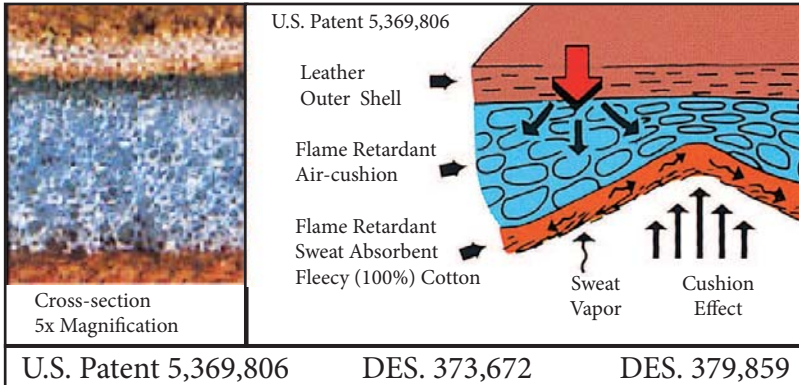 U.S. Patent 5,369,806
Leather
Outer Shell
Flame Retardant
Air-cushion
Flame Retardant
Sweat Absorbent
Fleecy (100%) Cotton
Sweat
Vapor
Cushion
Effect
Cross-section
5x Magnification
U.S. Patent 5,369,806 DES. 373,672 DES. 379,859